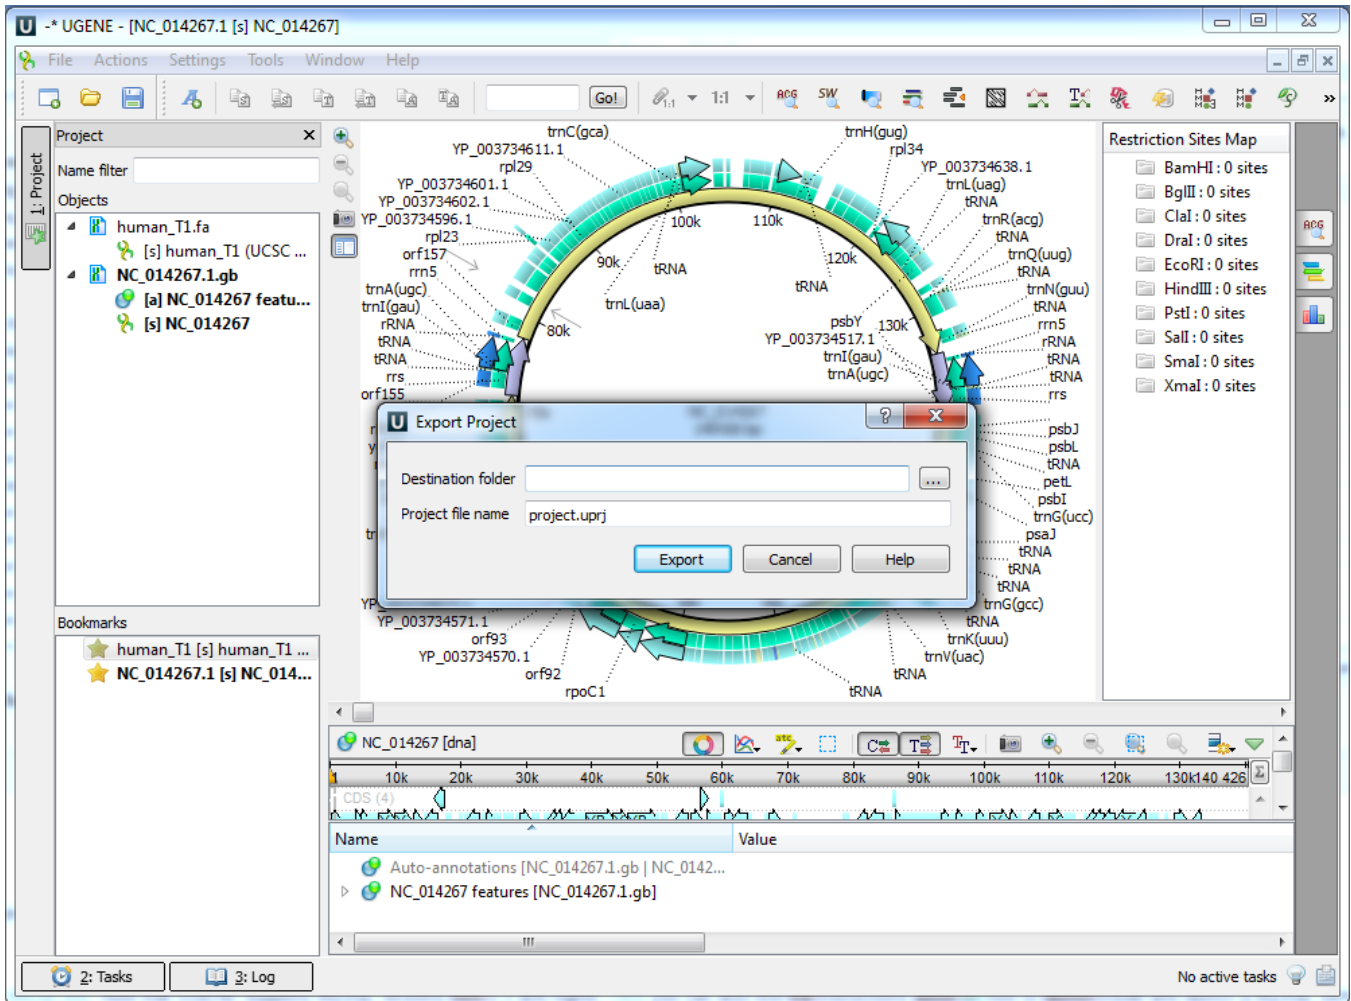 -* UGENE - [NC_014267.1 [s] NC_014267]
File Actions Settings Tools Window Help
Go!
1:1
1: Project
Project
Name filter
Objects
human_T1.fa
[s] human_T1 (UCSC ...
NC_014267.1.gb
[a] NC_014267 featu...
[s] NC_014267
Bookmarks
human_T1 [s] human_T1 ...
NC_014267.1 [s] NC_014...
trnC(gca)
YP_003734611.1
rpl29
YP_003734601.1
YP_003734602.1
YP_003734596.1
rpl23
orf157
rrn5
trnA(ugc)
trnI(gau)
rRNA
tRNA
tRNA
rrs
orf155
trnH(gug)
rpl34
YP_003734638.1
trnL(uag)
tRNA
trnR(acg)
tRNA
trnQ(uug)
tRNA
trnN(guu)
tRNA
rrn5
rRNA
tRNA
tRNA
rrs
80k
90k
100k
110k
120k
130k
tRNA
trnL(uaa)
tRNA
psbY
YP_003734517.1
trnI(gau)
trnA(ugc)
psbJ
psbL
tRNA
petL
psbI
trnG(ucc)
psaJ
tRNA
tRNA
tRNA
trnG(gcc)
tRNA
trnK(uuu)
trnV(uac)
tRNA
tRNA
YP_003734571.1
orf93
YP_003734570.1
orf92
rpoC1
Export Project
Destination folder
...
Project file name project.uprj
Export Cancel Help
Restriction Sites Map
BamHI : 0 sites
BglII : 0 sites
ClaI : 0 sites
DraI : 0 sites
EcoRI : 0 sites
HindIII : 0 sites
PstI : 0 sites
SalI : 0 sites
SmaI : 0 sites
XmaI : 0 sites
NC_014267 [dna]
1 10k 20k 30k 40k 50k 60k 70k 80k 90k 100k 110k 120k 130k 140 426
CDS (4)
Name Value
Auto-annotations [NC_014267.1.gb | NC_0142...
NC_014267 features [NC_014267.1.gb]
2: Tasks
3: Log
No active tasks